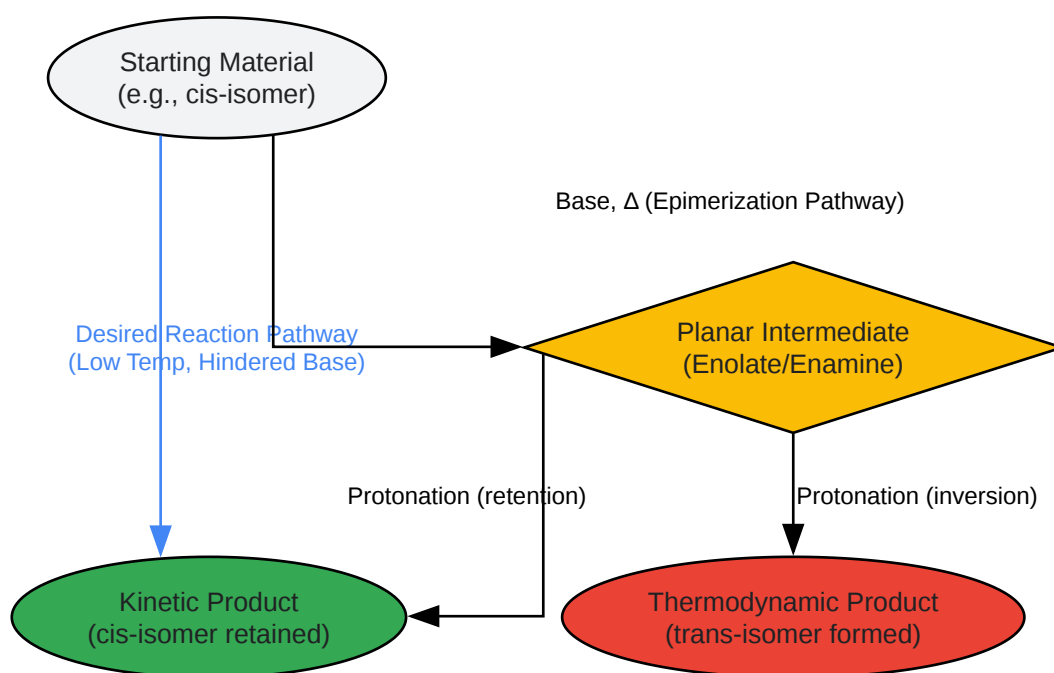 Starting Material
(e.g., cis-isomer)
Base, Δ (Epimerization Pathway)
Desired Reaction Pathway
(Low Temp, Hindered Base)
Planar Intermediate
(Enolate/Enamine)
Protonation (retention)
Protonation (inversion)
Kinetic Product
(cis-isomer retained)
Thermodynamic Product
(trans-isomer formed)